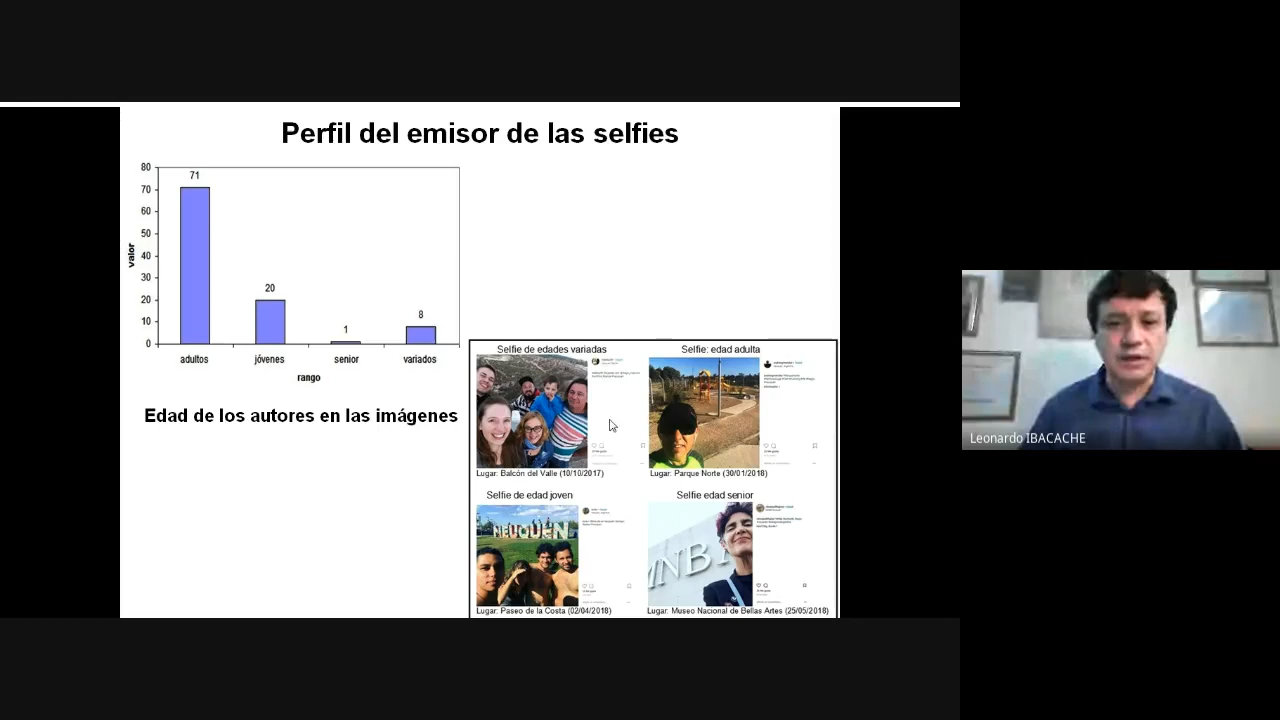 Perfil del emisor de las selfies
80
70
60
50
40
30
20
10
0
valor
71
20
1
8
adultos jóvenes senior variados
rango
Edad de los autores en las imágenes
Selfie de edades variadas
Selfie: edad adulta
Lugar: Balcón del Valle (10/10/2017)
Lugar: Parque Norte (30/01/2018)
Selfie de edad joven
Selfie edad senior
NEUQUEN
MNBA
Lugar: Paseo de la Costa (02/04/2018)
Lugar: Museo Nacional de Bellas Artes (25/05/2018)
Leonardo IBACACHE